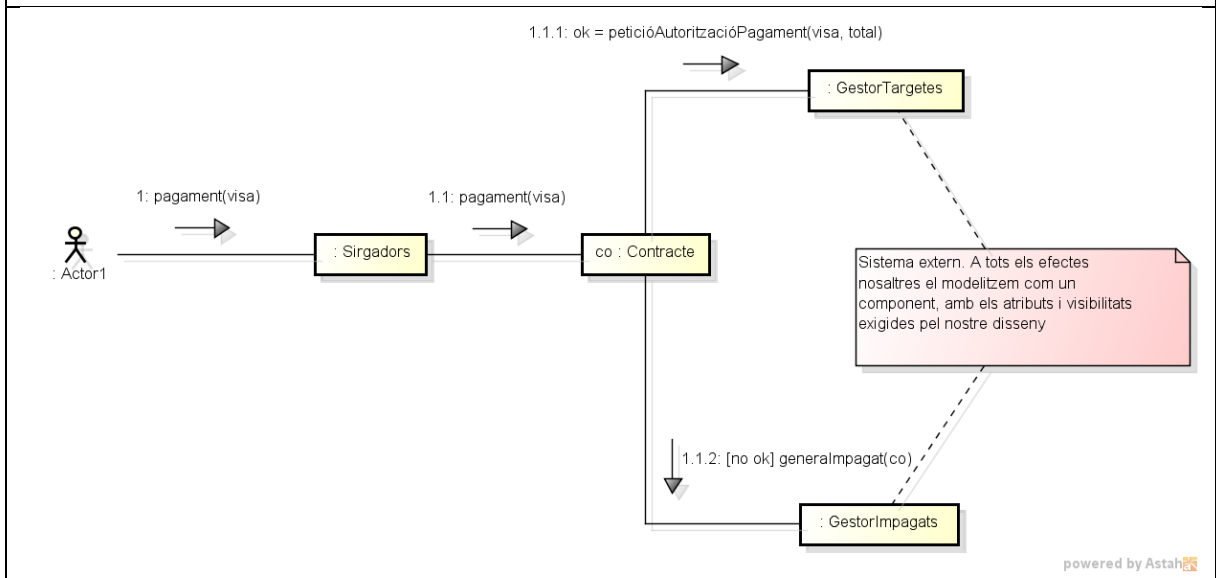 1.1.1: ok = peticióAutoritzacióPagament(visa, total)
: GestorTargetes
1: pagament(visa)
1.1: pagament(visa)
: Sirgadors
co : Contracte
: Actor1
Sistema extern. A tots els efectes
nosaltres el modelitzem com un
component, amb els atributs i visibilitats
exigides pel nostre disseny
1.1.2: [no ok] generaImpagat(co)
: GestorImpagats
powered by Astah